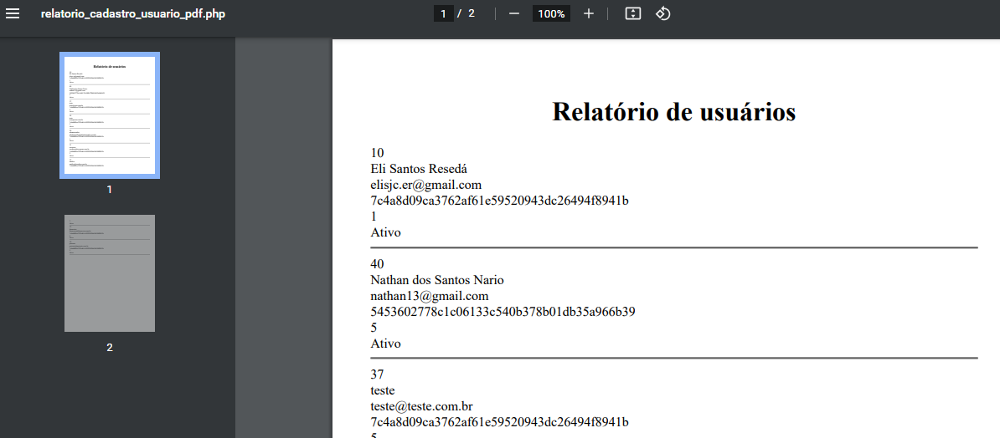 relatorio_cadastro_usuario_pdf.php
1 / 2
100%
1
2
Relatório de usuários
10
Eli Santos Resedá
elisjc.er@gmail.com
7c4a8d09ca3762af61e59520943dc26494f8941b
1
Ativo
40
Nathan dos Santos Nario
nathan13@gmail.com
5453602778c1c06133c540b378b01db35a966b39
5
Ativo
37
teste
teste@teste.com.br
7c4a8d09ca3762af61e59520943dc26494f8941b
5